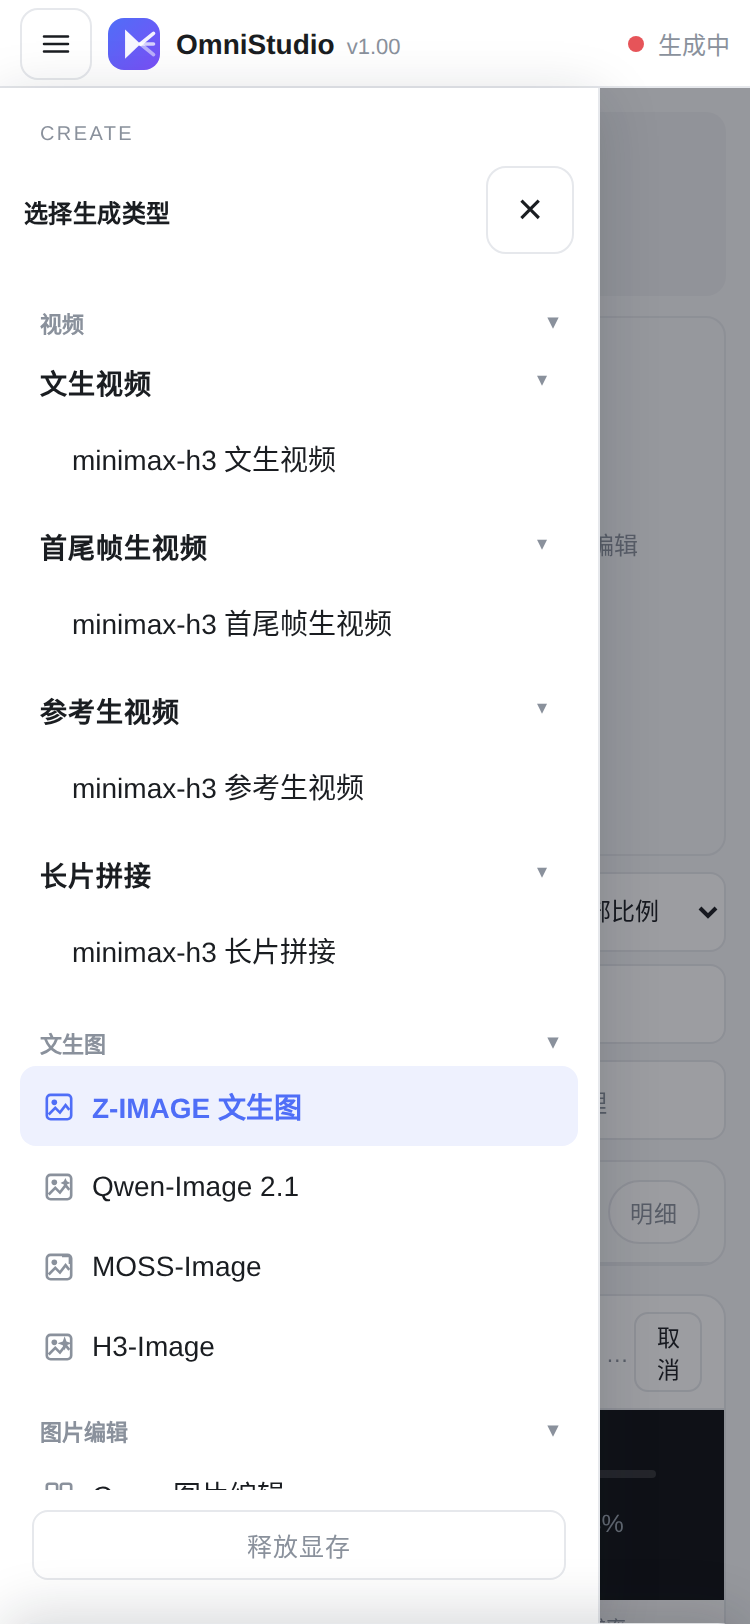 OmniStudio v1.00
生成中
CREATE
选择生成类型
视频
文生视频
minimax-h3 文生视频
首尾帧生视频
minimax-h3 首尾帧生视频
参考生视频
minimax-h3 参考生视频
长片拼接
minimax-h3 长片拼接
文生图
Z-IMAGE 文生图
Qwen-Image 2.1
MOSS-Image
H3-Image
图片编辑
图片编辑
释放显存
编辑
比例
明细
...
取
消
%